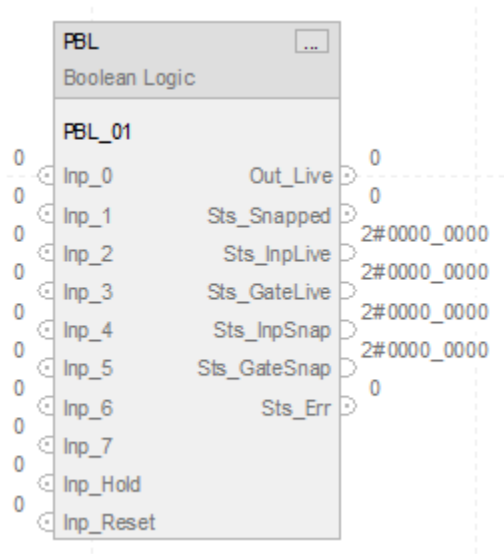 PBL ...
Boolean Logic
PBL_01
0 Inp_0 Out_Live 0
0 Inp_1 Sts_Snapped 0
0 Inp_2 Sts_InpLive 2#0000_0000
0 Inp_3 Sts_GateLive 2#0000_0000
0 Inp_4 Sts_InpSnap 2#0000_0000
0 Inp_5 Sts_GateSnap 2#0000_0000
0 Inp_6 Sts_Err 0
0 Inp_7
0 Inp_Hold
0 Inp_Reset